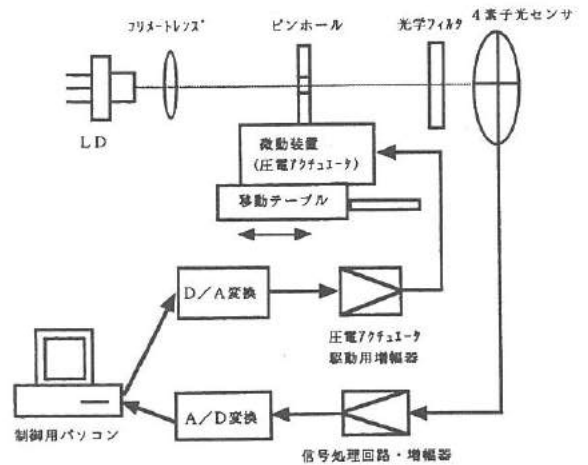 フリメートレンズ
ピンホール
光学フィルタ
4素子光センサ
LD
微動装置
(圧電アクチュエータ)
移動テーブル
D/A変換
圧電アクチュエータ
駆動用増幅器
制御用パソコン
A/D変換
信号処理回路・増幅器